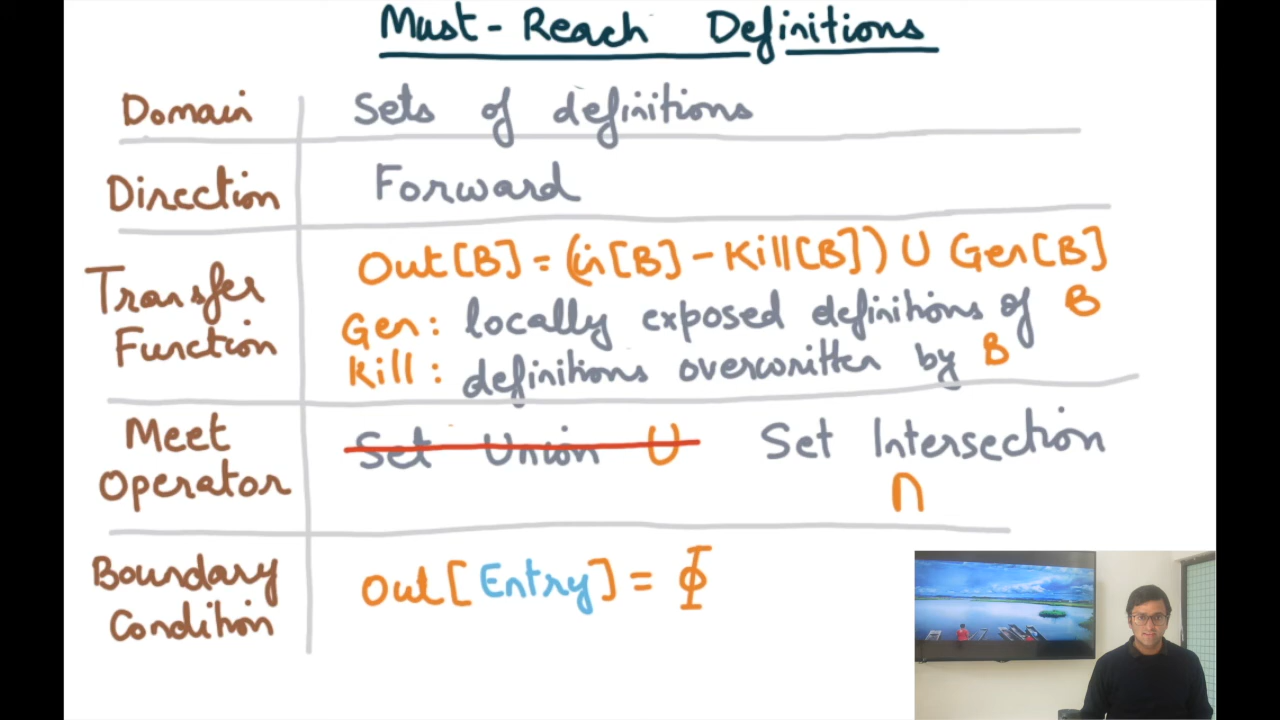 Must-Reach Definitions
Domain Sets of definitions
Direction Forward
Transfer Function Out[B] = (in[B] - Kill[B]) ∪ Gen[B]
Gen: locally exposed definitions of B
Kill: definitions overwritten by B
Meet Operator Set Union ∪ Set Intersection ∩
Boundary Condition Out[Entry] = Φ